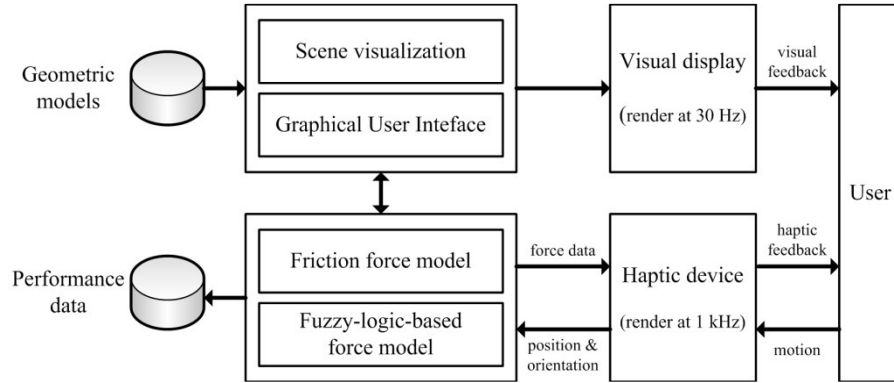 Geometric
models
Scene visualization
Graphical User Inteface
Visual display
(render at 30 Hz)
visual
feedback
User
Performance
data
Friction force model
Fuzzy-logic-based
force model
force data
position &
orientation
Haptic device
(render at 1 kHz)
haptic
feedback
motion